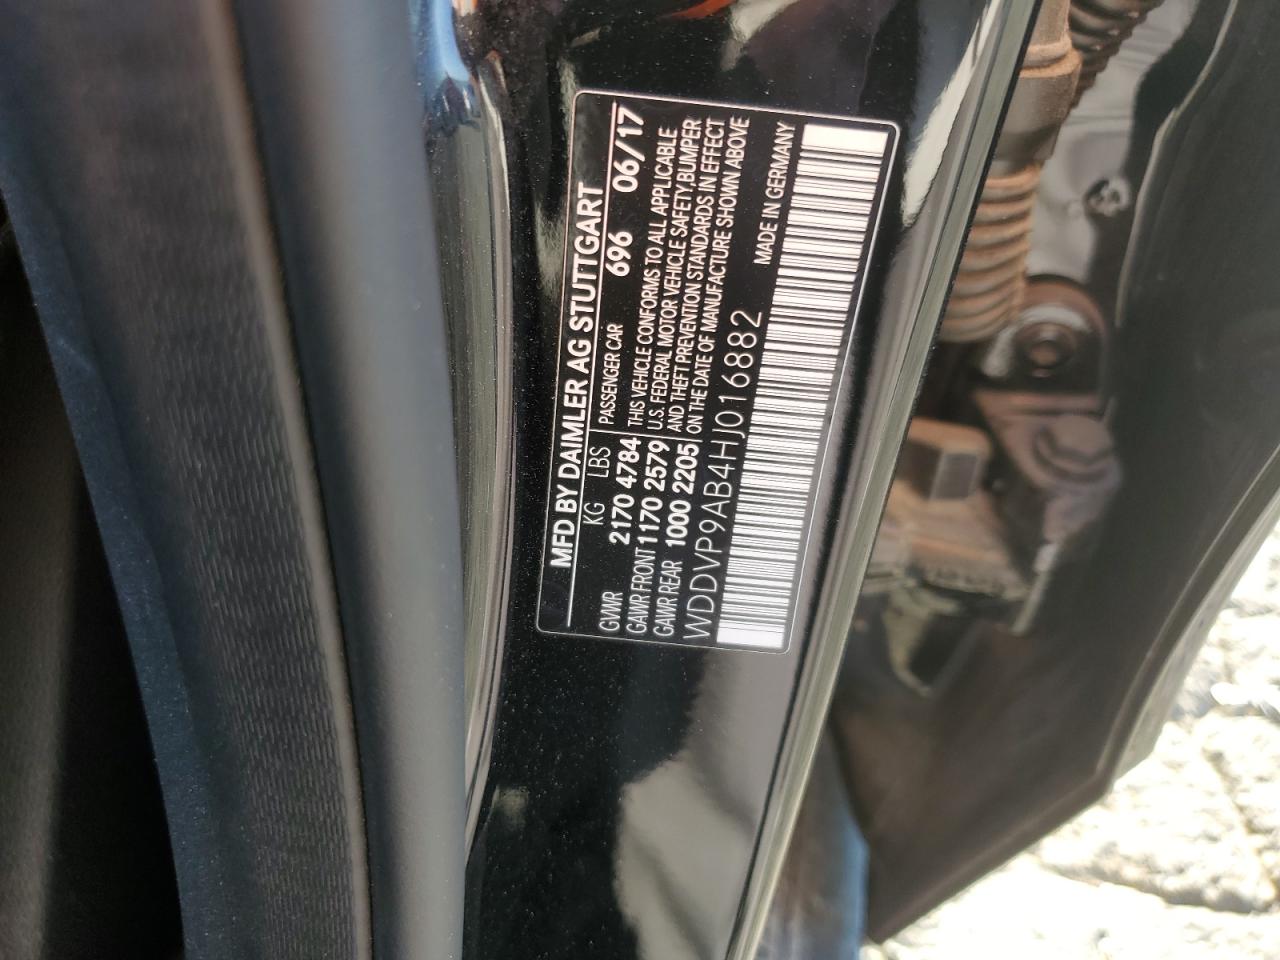 MFD BY DAIMLER AG STUTTGART
KG LBS PASSENGER CAR 696 06/17
GVWR 2170 4784 THIS VEHICLE CONFORMS TO ALL APPLICABLE
GAWR FRONT 1170 2579 U.S. FEDERAL MOTOR VEHICLE SAFETY,BUMPER
GAWR REAR 1000 2205 AND THEFT PREVENTION STANDARDS IN EFFECT
ON THE DATE OF MANUFACTURE SHOWN ABOVE
WDDVP9AB4HJ016882 MADE IN GERMANY